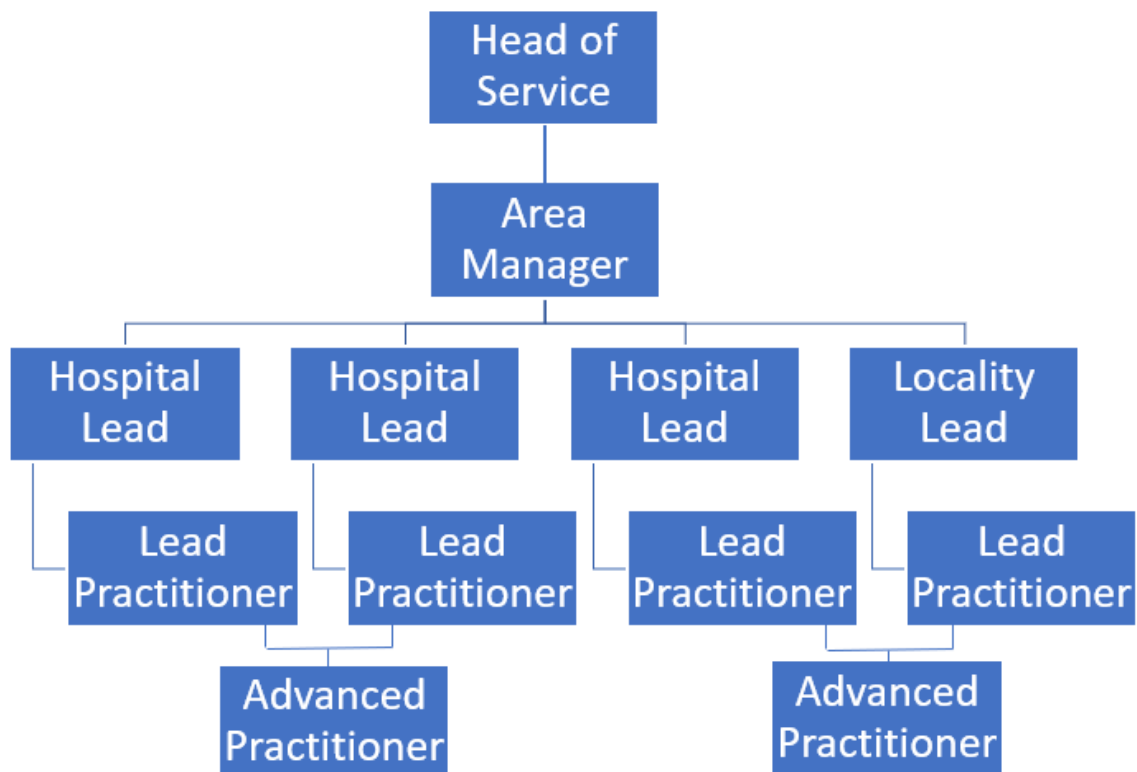 Head of
Service
Area
Manager
Hospital
Lead
Hospital
Lead
Hospital
Lead
Locality
Lead
Lead
Practitioner
Lead
Practitioner
Lead
Practitioner
Lead
Practitioner
Advanced
Practitioner
Advanced
Practitioner